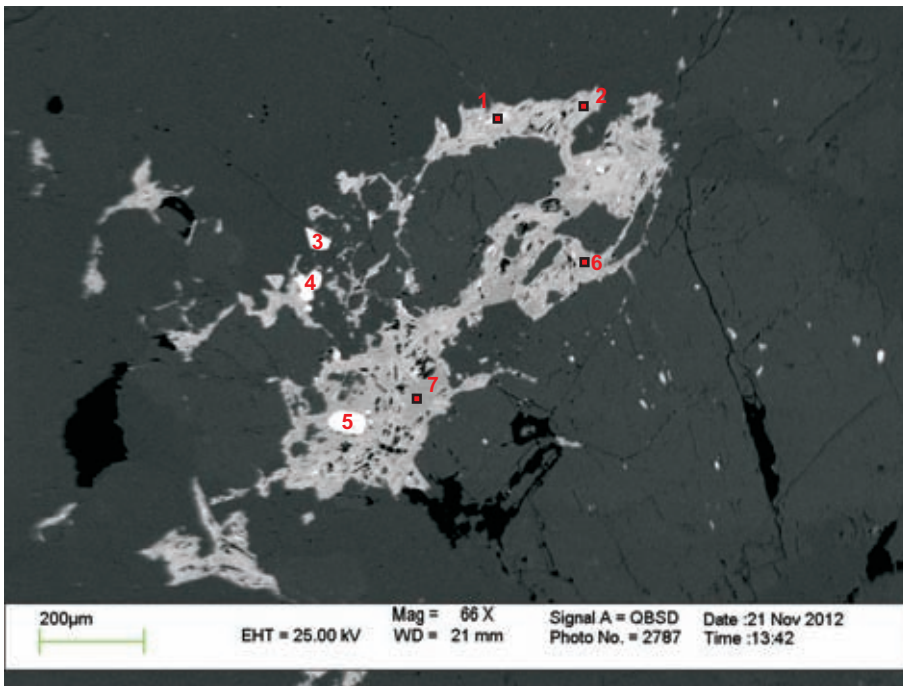 1 2
3
4
6
7
5
200µm
Mag = 66 X
EHT = 25.00 kV WD = 21 mm
Signal A = QBSD Date :21 Nov 2012
Photo No. = 2787 Time :13:42